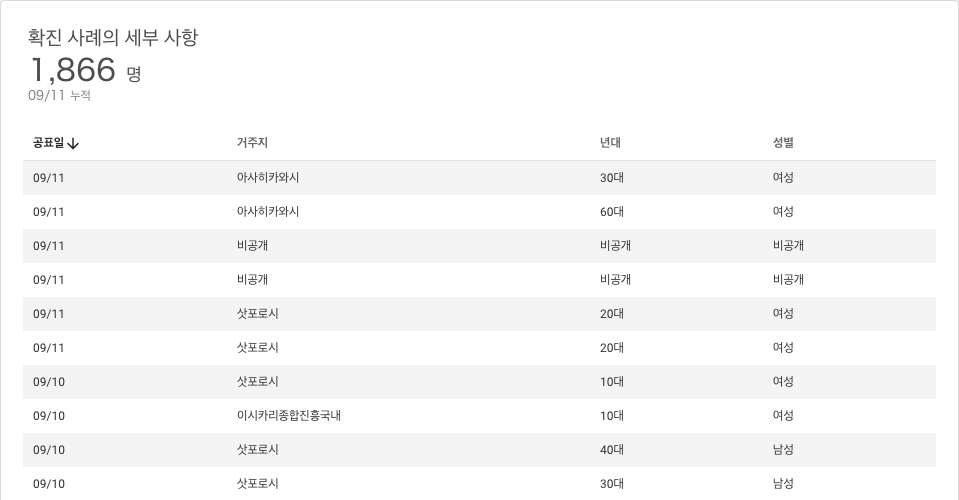 확진 사례의 세부 사항
1,866 명
09/11 누적
공표일↓ 거주지 년대 성별
09/11 아사히카와시 30대 여성
09/11 아사히카와시 60대 여성
09/11 비공개 비공개 비공개
09/11 비공개 비공개 비공개
09/11 삿포로시 20대 여성
09/11 삿포로시 20대 여성
09/10 삿포로시 10대 여성
09/10 이시카리종합진흥국내 10대 여성
09/10 삿포로시 40대 남성
09/10 삿포로시 30대 남성